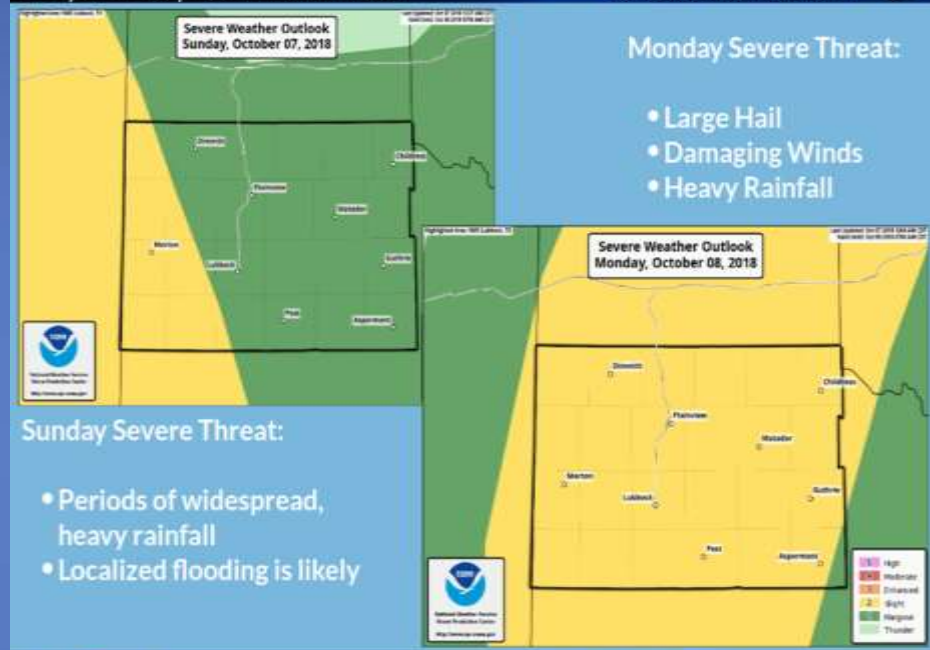 Severe Weather Outlook
Sunday, October 07, 2018
Dimmitt
Childress
Plainview
Matador
Morton
Lubbock
Guthrie
Post
Aspermont
Monday Severe Threat:
• Large Hail
• Damaging Winds
• Heavy Rainfall
Severe Weather Outlook
Monday, October 08, 2018
Dimmitt
Childress
Plainview
Matador
Morton
Lubbock
Guthrie
Post
Aspermont
Sunday Severe Threat:
• Periods of widespread,
heavy rainfall
• Localized flooding is likely
High
Moderate
Enhanced
2 Slight
Marginal
Thunder